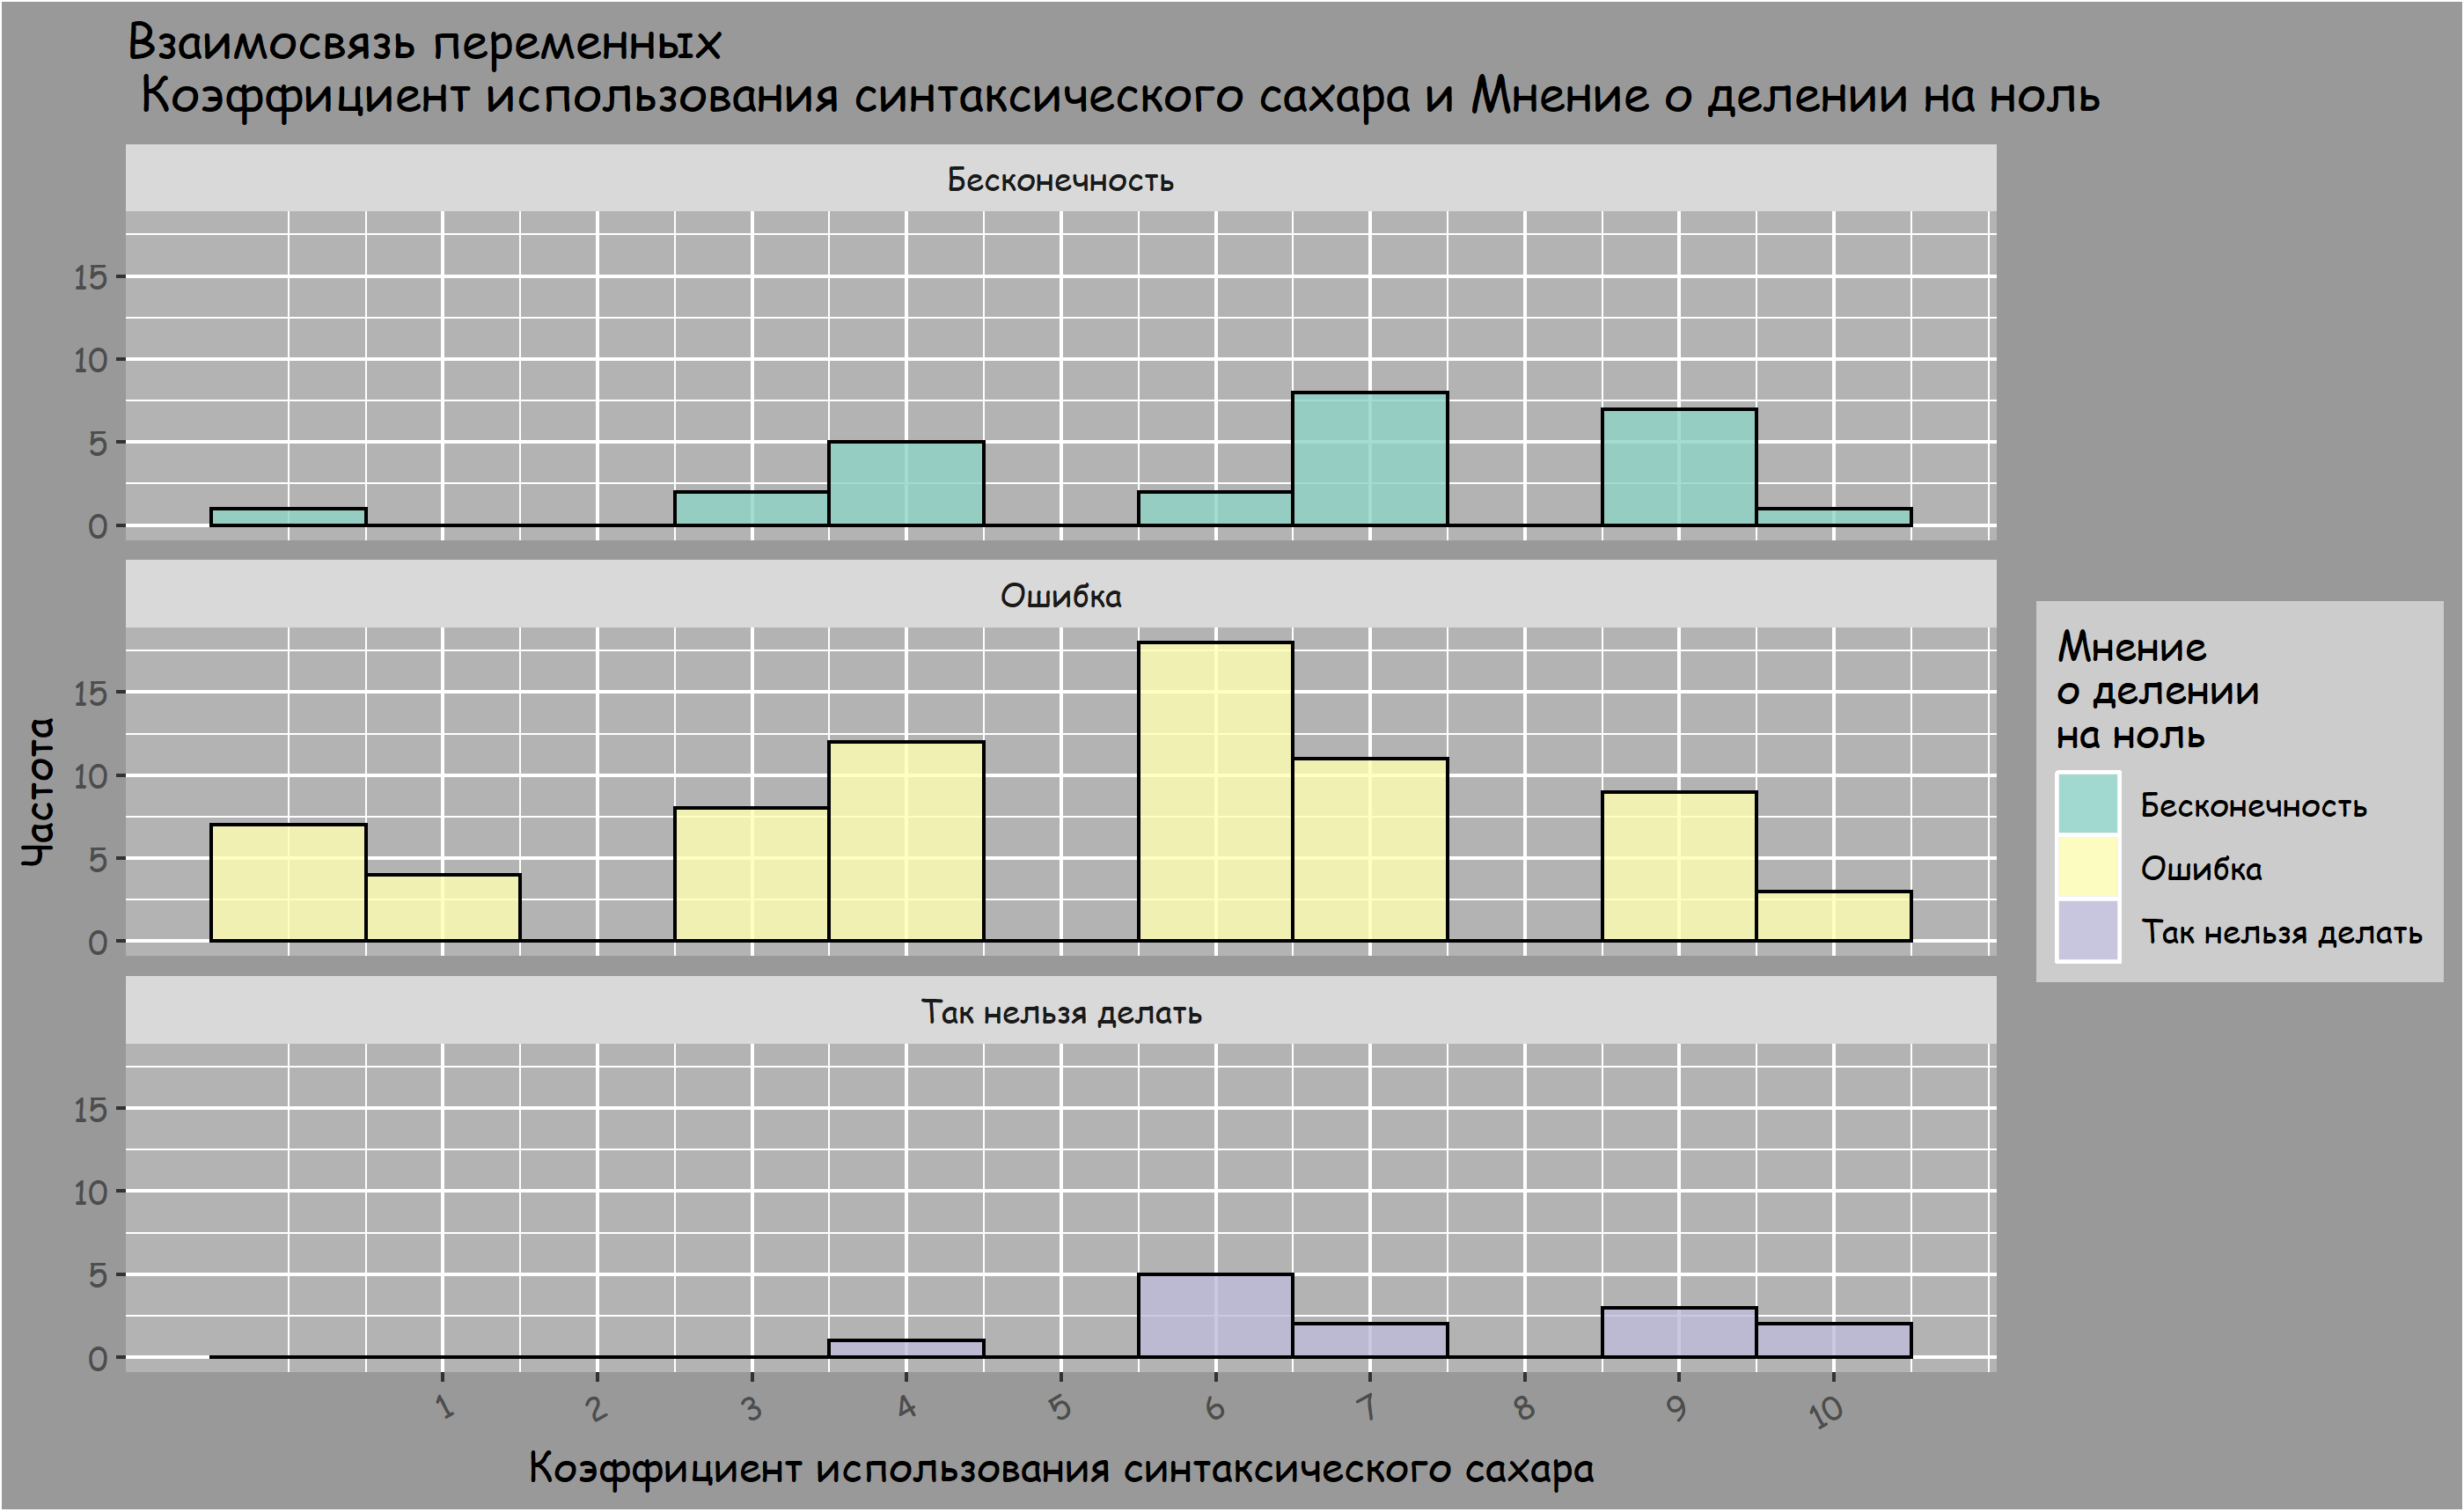 Взаимосвязь переменных
Коэффициент использования синтаксического сахара и Мнение о делении на ноль
Бесконечность
15
10
5
0
Ошибка
15
10
5
0
Частота
Так нельзя делать
15
10
5
0
1 2 3 4 5 6 7 8 9 10
Коэффициент использования синтаксического сахара
Мнение
о делении
на ноль
Бесконечность
Ошибка
Так нельзя делать